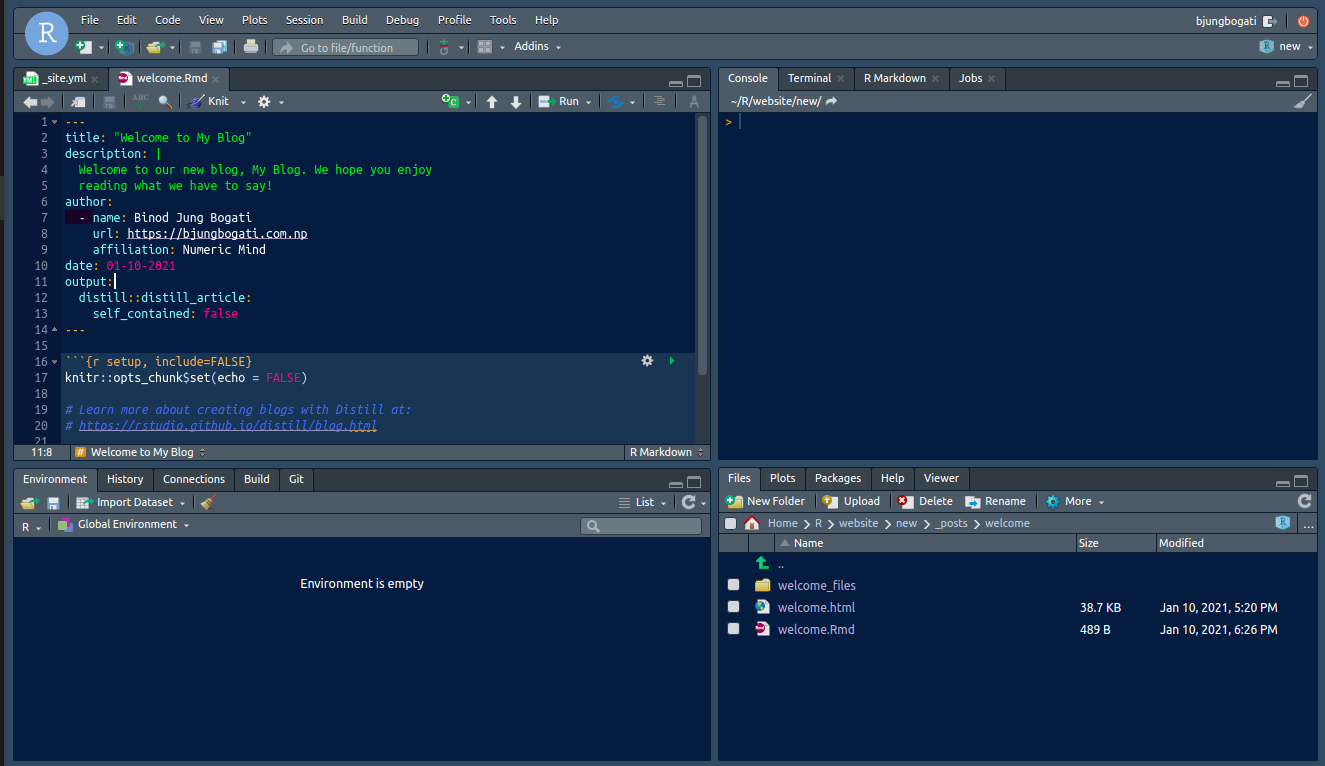 R
File Edit Code View Plots Session Build Debug Profile Tools Help
bjungbogati
Go to file/function
Addins
new
_site.yml
welcome.Rmd
ABC
Knit
Run
1 ---
2 title: "Welcome to My Blog"
3 description: |
4 Welcome to our new blog, My Blog. We hope you enjoy
5 reading what we have to say!
6 author:
7 - name: Binod Jung Bogati
8 url: https://bjungbogati.com.np
9 affiliation: Numeric Mind
10 date: 01-10-2021
11 output:
12 distill::distill_article:
13 self_contained: false
14 ---
15
16 ```{r setup, include=FALSE}
17 knitr::opts_chunk$set(echo = FALSE)
18
19 # Learn more about creating blogs with Distill at:
20 # https://rstudio.github.io/distill/blog.html
21
11:8 # Welcome to My Blog R Markdown
Console Terminal R Markdown Jobs
~/R/website/new/
>
Environment History Connections Build Git
Import Dataset List
R Global Environment
Environment is empty
Files Plots Packages Help Viewer
New Folder Upload Delete Rename More
Home R website new _posts welcome ...
Name Size Modified
..
welcome_files
welcome.html 38.7 KB Jan 10, 2021, 5:20 PM
welcome.Rmd 489 B Jan 10, 2021, 6:26 PM